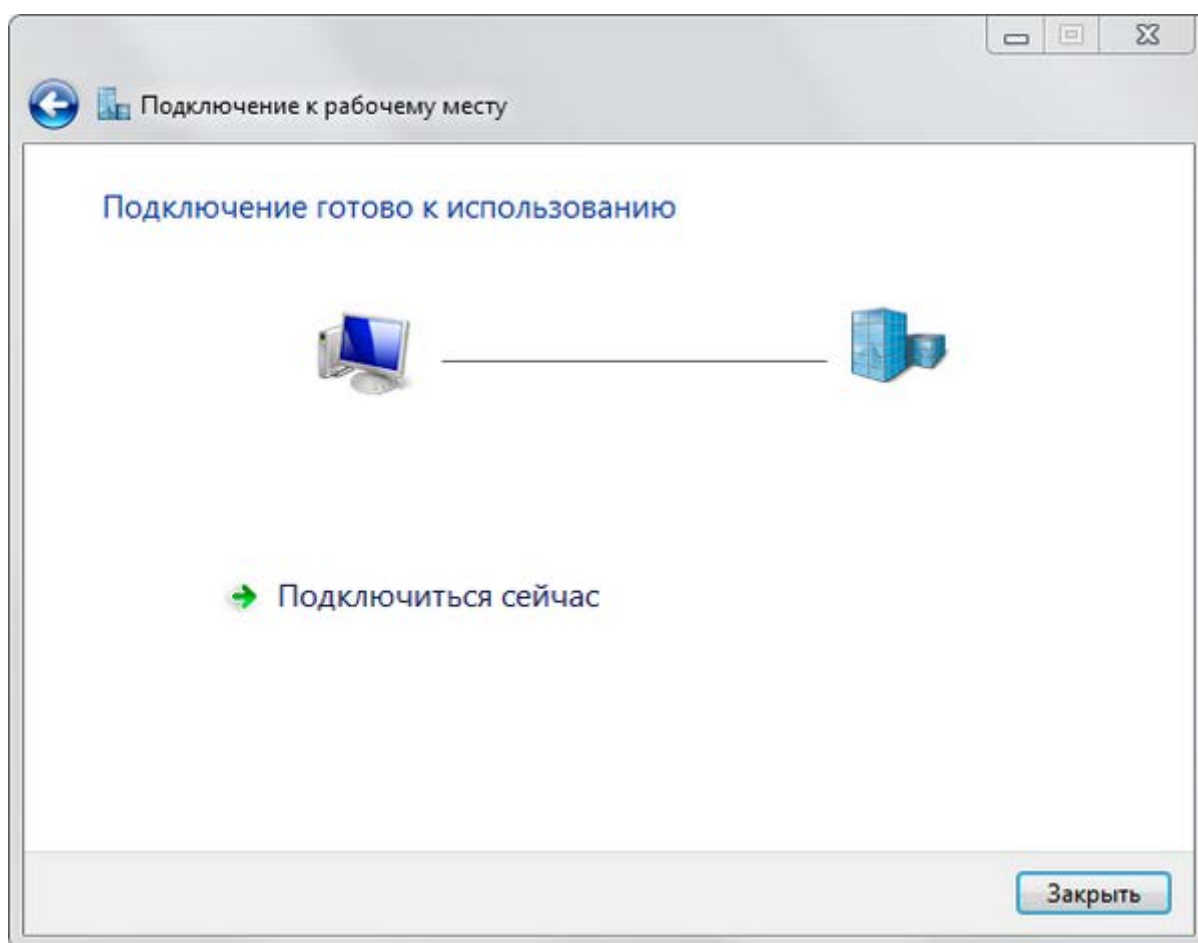 Подключение к рабочему месту
Подключение готово к использованию
Подключиться сейчас
Закрыть